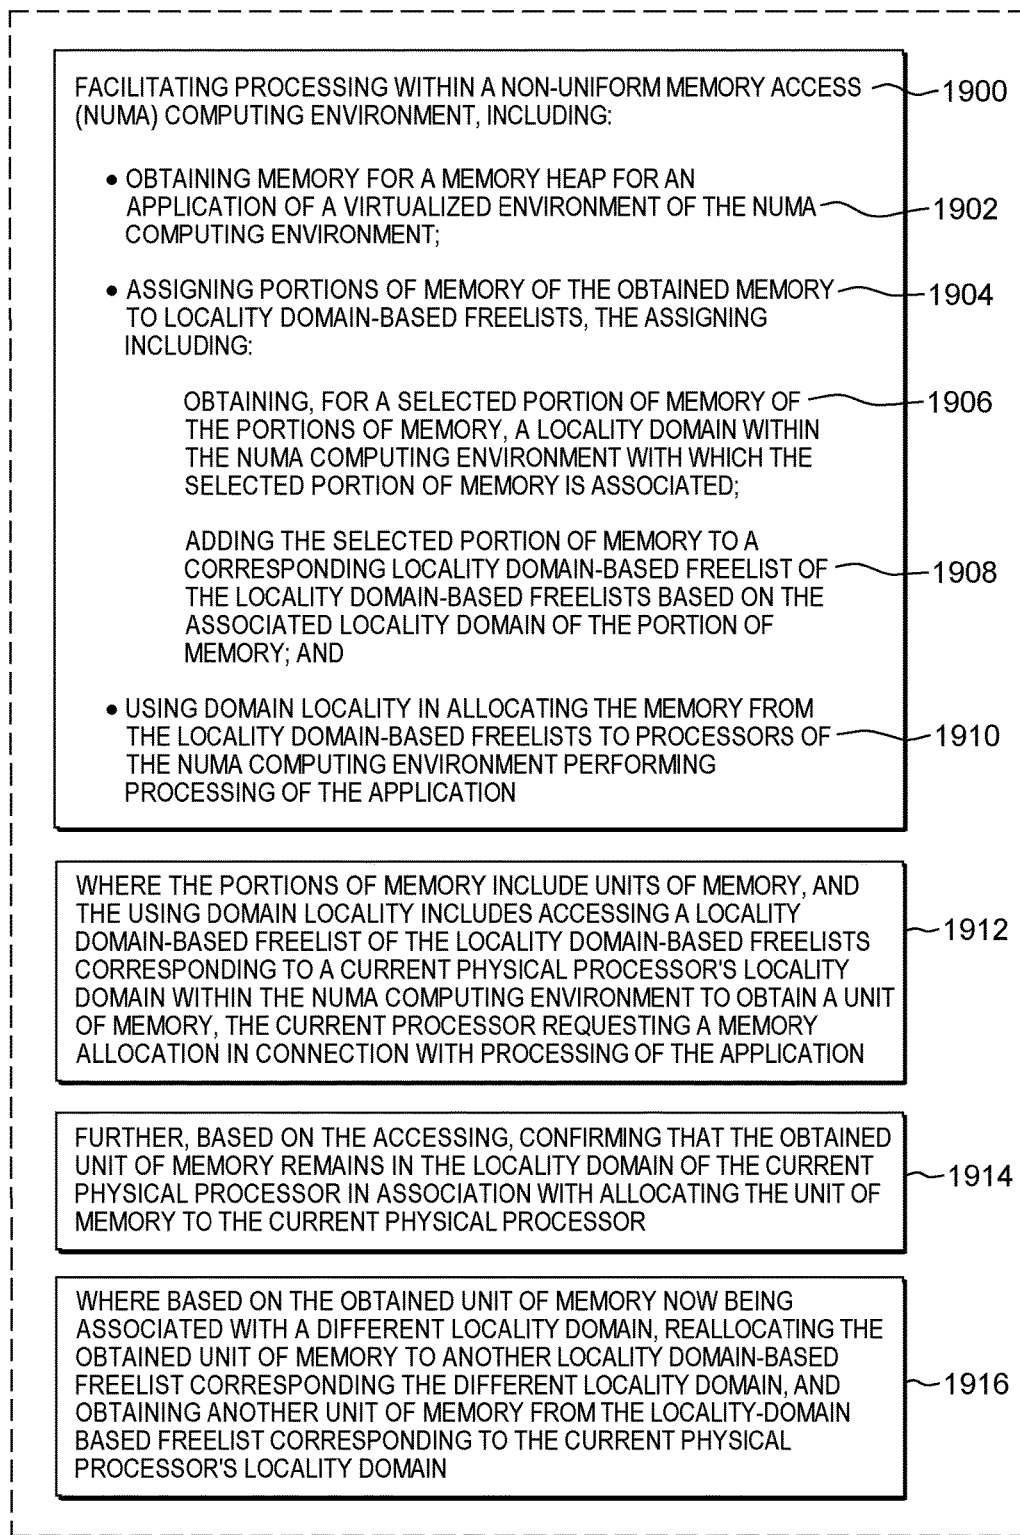 FACILITATING PROCESSING WITHIN A NON-UNIFORM MEMORY ACCESS 1900
(NUMA) COMPUTING ENVIRONMENT, INCLUDING:
• OBTAINING MEMORY FOR A MEMORY HEAP FOR AN
APPLICATION OF A VIRTUALIZED ENVIRONMENT OF THE NUMA 1902
COMPUTING ENVIRONMENT;
• ASSIGNING PORTIONS OF MEMORY OF THE OBTAINED MEMORY 1904
TO LOCALITY DOMAIN-BASED FREELISTS, THE ASSIGNING
INCLUDING:
OBTAINING, FOR A SELECTED PORTION OF MEMORY OF 1906
THE PORTIONS OF MEMORY, A LOCALITY DOMAIN WITHIN
THE NUMA COMPUTING ENVIRONMENT WITH WHICH THE
SELECTED PORTION OF MEMORY IS ASSOCIATED;
ADDING THE SELECTED PORTION OF MEMORY TO A
CORRESPONDING LOCALITY DOMAIN-BASED FREELIST OF 1908
THE LOCALITY DOMAIN-BASED FREELISTS BASED ON THE
ASSOCIATED LOCALITY DOMAIN OF THE PORTION OF
MEMORY; AND
• USING DOMAIN LOCALITY IN ALLOCATING THE MEMORY FROM
THE LOCALITY DOMAIN-BASED FREELISTS TO PROCESSORS OF 1910
THE NUMA COMPUTING ENVIRONMENT PERFORMING
PROCESSING OF THE APPLICATION
WHERE THE PORTIONS OF MEMORY INCLUDE UNITS OF MEMORY, AND
THE USING DOMAIN LOCALITY INCLUDES ACCESSING A LOCALITY
DOMAIN-BASED FREELIST OF THE LOCALITY DOMAIN-BASED FREELISTS 1912
CORRESPONDING TO A CURRENT PHYSICAL PROCESSOR'S LOCALITY
DOMAIN WITHIN THE NUMA COMPUTING ENVIRONMENT TO OBTAIN A UNIT
OF MEMORY, THE CURRENT PROCESSOR REQUESTING A MEMORY
ALLOCATION IN CONNECTION WITH PROCESSING OF THE APPLICATION
FURTHER, BASED ON THE ACCESSING, CONFIRMING THAT THE OBTAINED
UNIT OF MEMORY REMAINS IN THE LOCALITY DOMAIN OF THE CURRENT 1914
PHYSICAL PROCESSOR IN ASSOCIATION WITH ALLOCATING THE UNIT OF
MEMORY TO THE CURRENT PHYSICAL PROCESSOR
WHERE BASED ON THE OBTAINED UNIT OF MEMORY NOW BEING
ASSOCIATED WITH A DIFFERENT LOCALITY DOMAIN, REALLOCATING THE
OBTAINED UNIT OF MEMORY TO ANOTHER LOCALITY DOMAIN-BASED
FREELIST CORRESPONDING THE DIFFERENT LOCALITY DOMAIN, AND 1916
OBTAINING ANOTHER UNIT OF MEMORY FROM THE LOCALITY-DOMAIN
BASED FREELIST CORRESPONDING TO THE CURRENT PHYSICAL
PROCESSOR'S LOCALITY DOMAIN